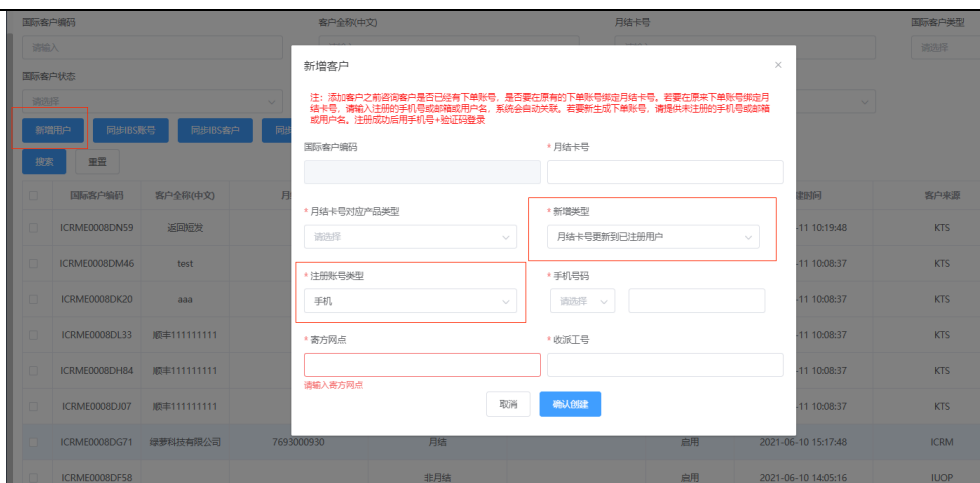 国际客户编码 客户全称(中文) 月结卡号 国际客户类型
请输入 请选择
国际客户状态
请选择
新增用户 同步IBS账号 同步IBS客户
搜索 重置
新增客户
注：添加客户之前咨询客户是否已经有下单账号，是否要在原有的下单账号绑定月结卡号。若要在原来下单账号绑定月
结卡号，请输入注册的手机号或邮箱或用户名，系统会自动关联。若要新生成下单账号，请提供未注册的手机号或邮箱
或用户名。注册成功后用手机号+验证码登录
国际客户编码 * 月结卡号
* 月结卡号对应产品类型 * 新增类型
请选择 月结卡号更新到已注册用户
* 注册账号类型 * 手机号码
手机 请选择
* 寄方网点 * 收派工号
请输入寄方网点
取消 确认创建
国际客户编码 客户全称(中文) 客户来源
ICRME0008DN59 返回短发 -11 10:19:48 KTS
ICRME0008DM46 test -11 10:08:37 KTS
ICRME0008DK20 aaa -11 10:08:37 KTS
ICRME0008DL33 顺丰111111111 -11 10:08:37 KTS
ICRME0008DH84 顺丰111111111 -11 10:08:37 KTS
ICRME0008DJ07 顺丰111111111 -11 10:08:37 KTS
ICRME0008DG71 绿萝科技有限公司 7693000930 月结 启用 2021-06-10 15:17:48 ICRM
ICRME0008DF58 非月结 启用 2021-06-10 14:05:16 IUOP